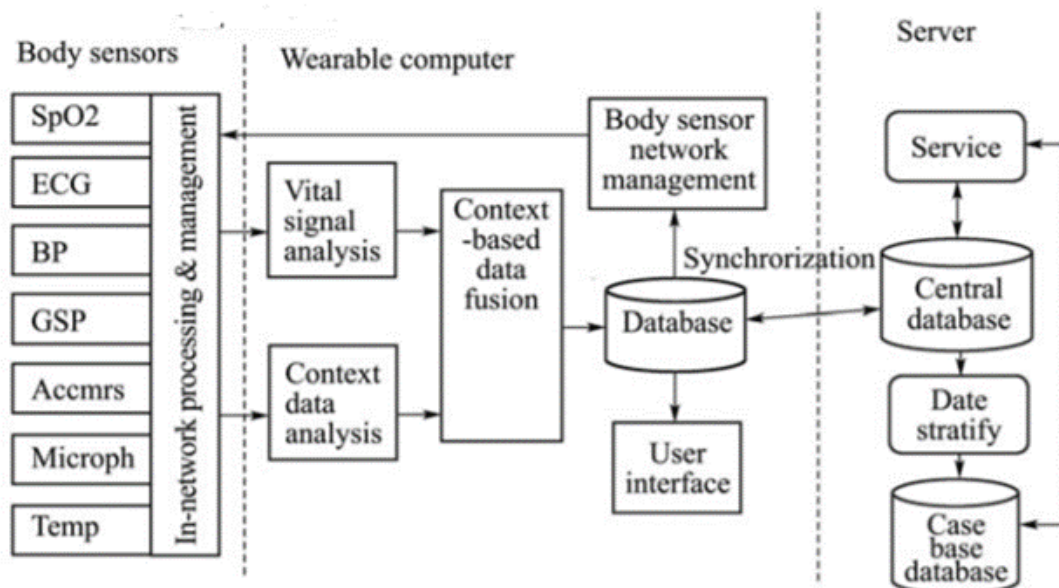 Body sensors
SpO2
ECG
BP
GSP
Accmrs
Microph
Temp
In-network processing & management
Wearable computer
Vital
signal
analysis
Context
data
analysis
Context
-based data
fusion
Body sensor
network
management
Database
User
interface
Synchrorization
Server
Service
Central
database
Date
stratify
Case
base
database